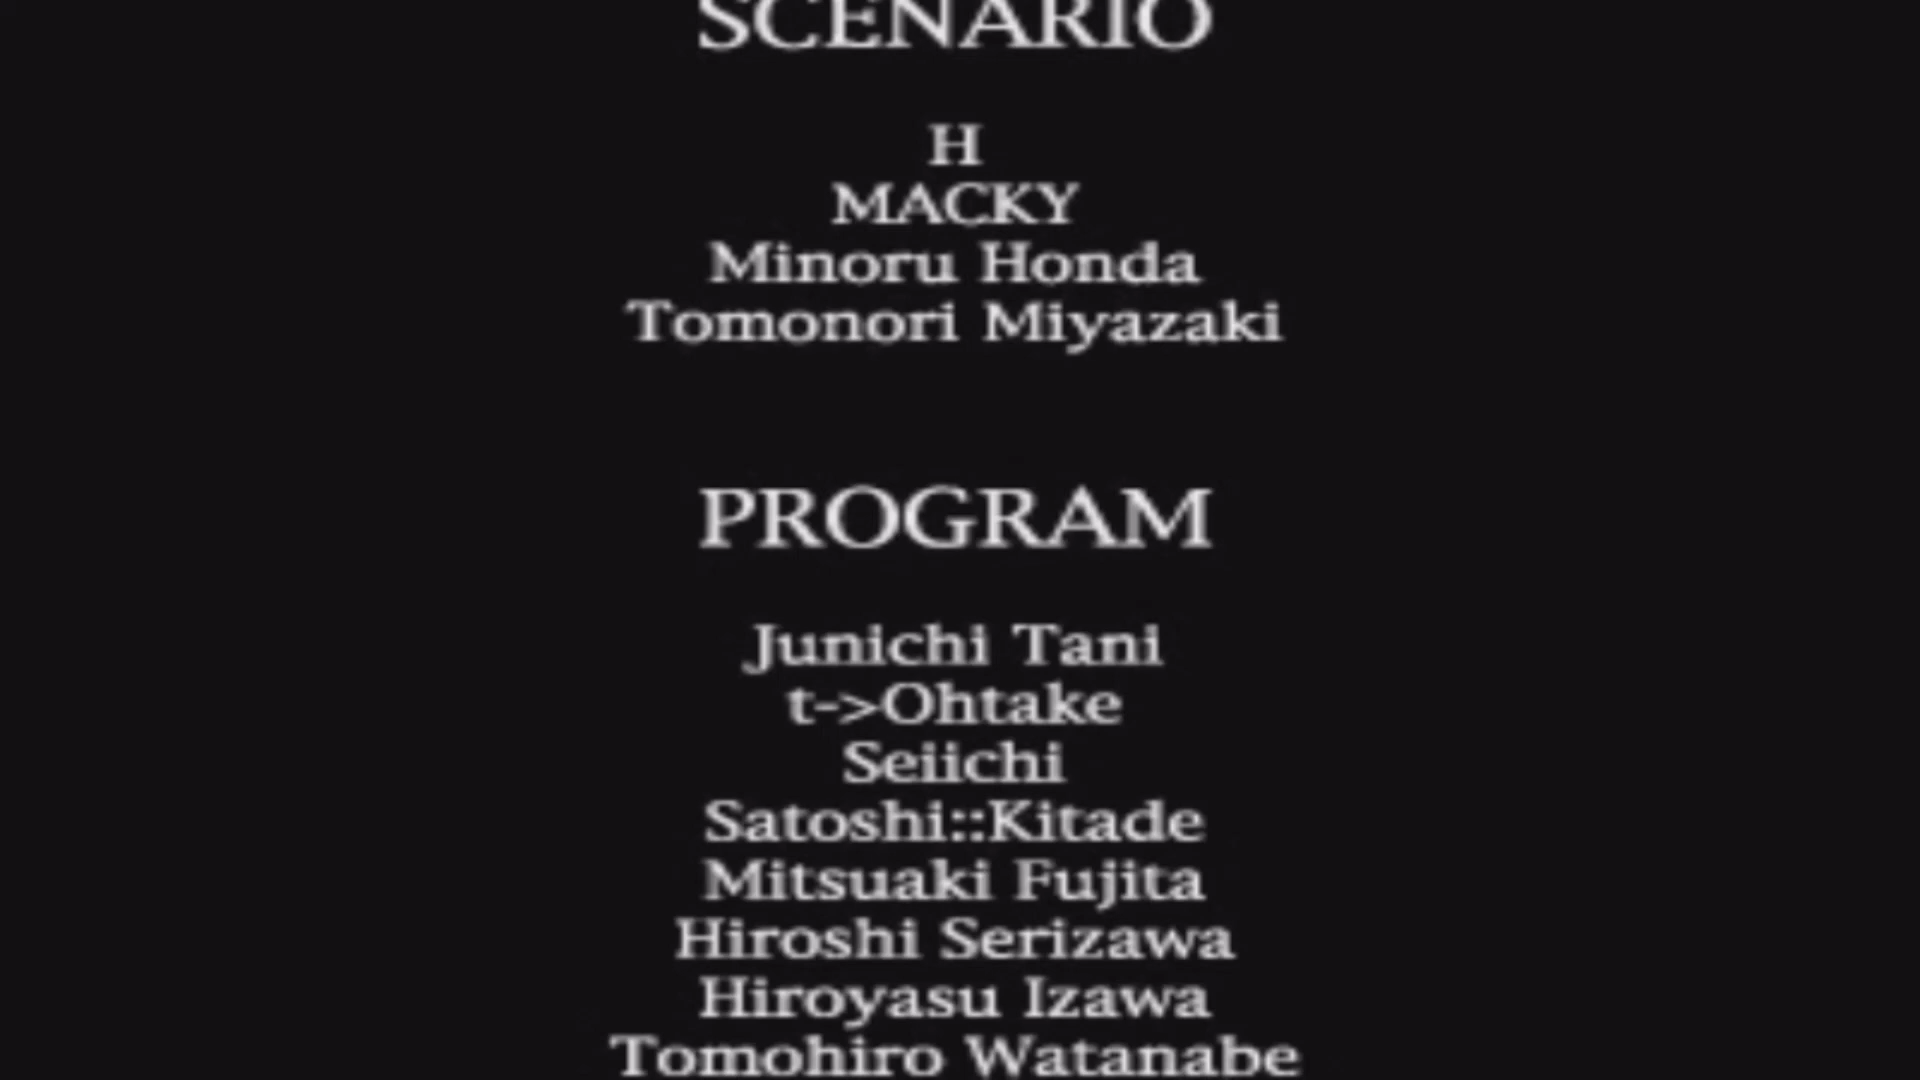 SCENARIO
H
MACKY
Minoru Honda
Tomonori Miyazaki
PROGRAM
Junichi Tani
t->Ohtake
Seiichi
Satoshi::Kitade
Mitsuaki Fujita
Hiroshi Serizawa
Hiroyasu Izawa
Tomohiro Watanabe